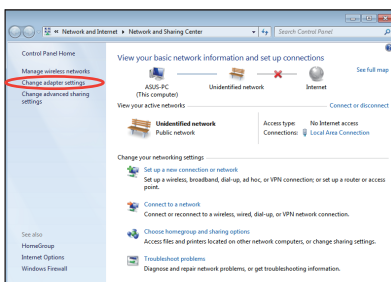 Network and Internet ▸ Network and Sharing Center
Search Control Panel
Control Panel Home
Manage wireless networks
Change adapter settings
Change advanced sharing
settings
View your basic network information and set up connections
See full map
ASUS-PC
(This computer)
Unidentified network
Internet
View your active networks
Connect or disconnect
Unidentified network
Public network
Access type: No Internet access
Connections: Local Area Connection
Change your networking settings
Set up a new connection or network
Set up a wireless, broadband, dial-up, ad hoc, or VPN connection; or set up a router or access
point.
Connect to a network
Connect or reconnect to a wireless, wired, dial-up, or VPN network connection.
Choose homegroup and sharing options
Access files and printers located on other network computers, or change sharing settings.
Troubleshoot problems
Diagnose and repair network problems, or get troubleshooting information.
See also
HomeGroup
Internet Options
Windows Firewall